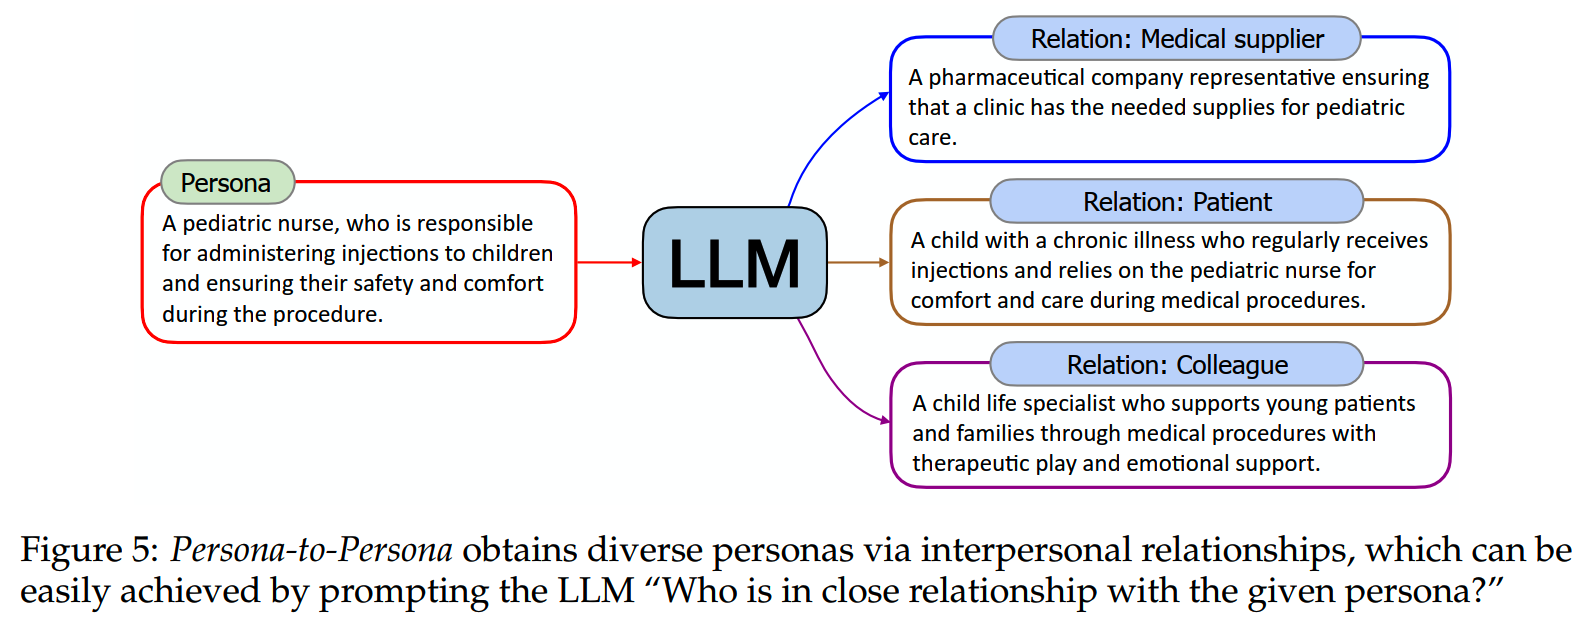 Persona
A pediatric nurse, who is responsible
for administering injections to children
and ensuring their safety and comfort
during the procedure.
LLM
Relation: Medical supplier
A pharmaceutical company representative ensuring
that a clinic has the needed supplies for pediatric
care.
Relation: Patient
A child with a chronic illness who regularly receives
injections and relies on the pediatric nurse for
comfort and care during medical procedures.
Relation: Colleague
A child life specialist who supports young patients
and families through medical procedures with
therapeutic play and emotional support.
Figure 5: Persona-to-Persona obtains diverse personas via interpersonal relationships, which can be
easily achieved by prompting the LLM “Who is in close relationship with the given persona?”